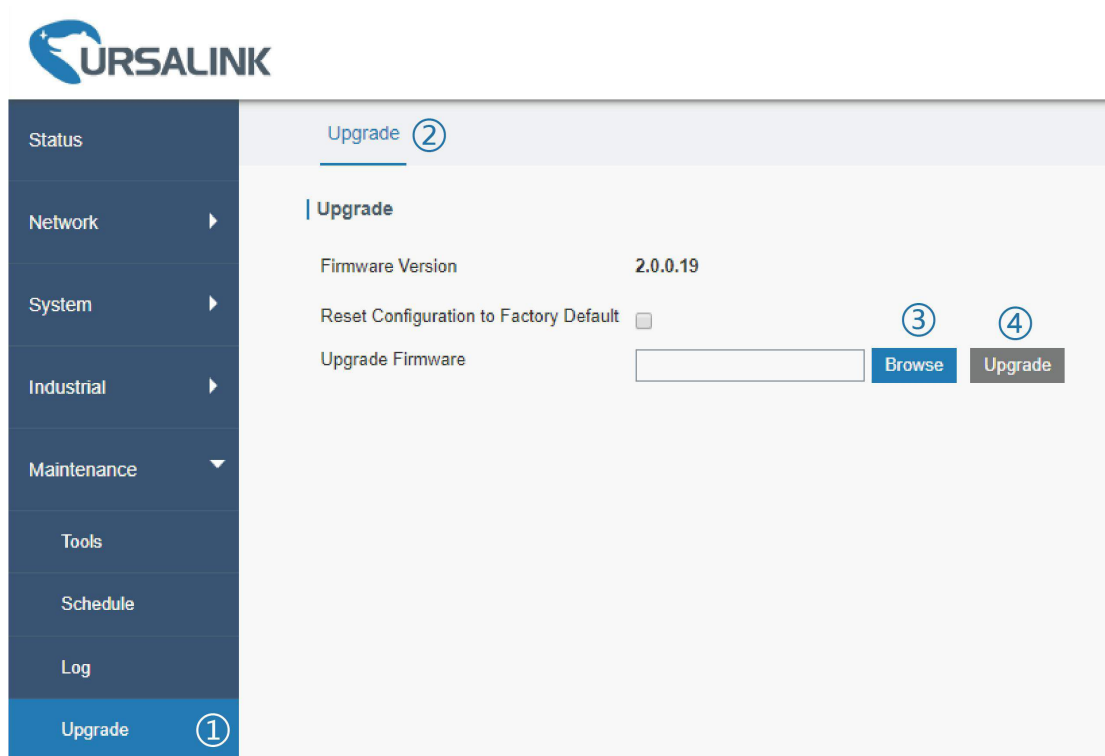 URSALINK
Status
Network
System
Industrial
Maintenance
Tools
Schedule
Log
Upgrade ①
Upgrade ②
Upgrade
Firmware Version 2.0.0.19
Reset Configuration to Factory Default
③ ④
Upgrade Firmware Browse Upgrade